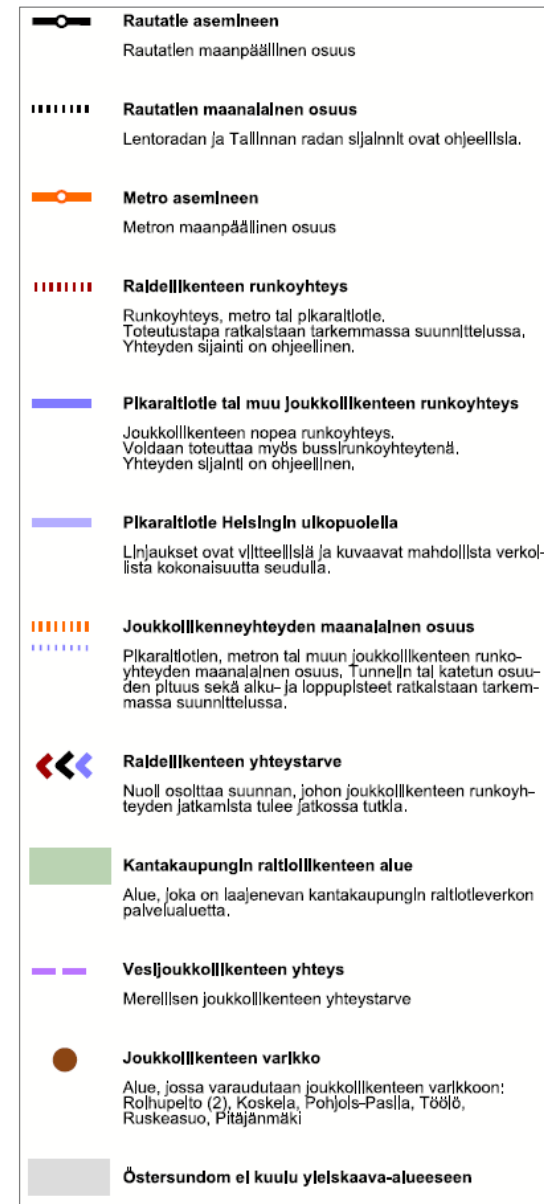 Rautatie asemineen
Rautatien maanpäällinen osuus
Rautatien maanalainen osuus
Lentoradan ja Tallinnan radan sijainnit ovat ohjeellisia.
Metro asemineen
Metron maanpäällinen osuus
Raideliikenteen runkoyhteys
Runkoyhteys, metro tai pikaraitiotie.
Toteutustapa ratkaistaan tarkemmassa suunnittelussa.
Yhteyden sijainti on ohjeellinen.
Pikaraitiotie tai muu joukkoliikenteen runkoyhteys
Joukkoliikenteen nopea runkoyhteys.
Voidaan toteuttaa myös bussirunkoyhteytenä.
Yhteyden sijainti on ohjeellinen.
Pikaraitiotie Helsingin ulkopuolella
Linjaukset ovat viitteellisiä ja kuvaavat mahdollista verkol-
lista kokonaisuutta seudulla.
Joukkoliikenneyhteyden maanalainen osuus
Pikaraitiotien, metron tai muun joukkoliikenteen runko-
yhteyden maanalainen osuus. Tunnelin tai katetun osuu-
den pituus sekä alku- ja loppupisteet ratkaistaan tarkem-
massa suunnittelussa.
Raideliikenteen yhteystarve
Nuoli osoittaa suunnan, johon joukkoliikenteen runkoyh-
teyden jatkamista tulee jatkossa tutkia.
Kantakaupungin raitioliikenteen alue
Alue, joka on laajenevan kantakaupungin raitiotieverkon
palvelualuetta.
Vesijoukkoliikenteen yhteys
Merellisen joukkoliikenteen yhteystarve
Joukkoliikenteen varikko
Alue, jossa varaudutaan joukkoliikenteen varikkoon:
Roihupelto (2), Koskela, Pohjois-Pasila, Töölö,
Ruskeasuo, Pitäjänmäki
Östersundom ei kuulu yleiskaava-alueeseen